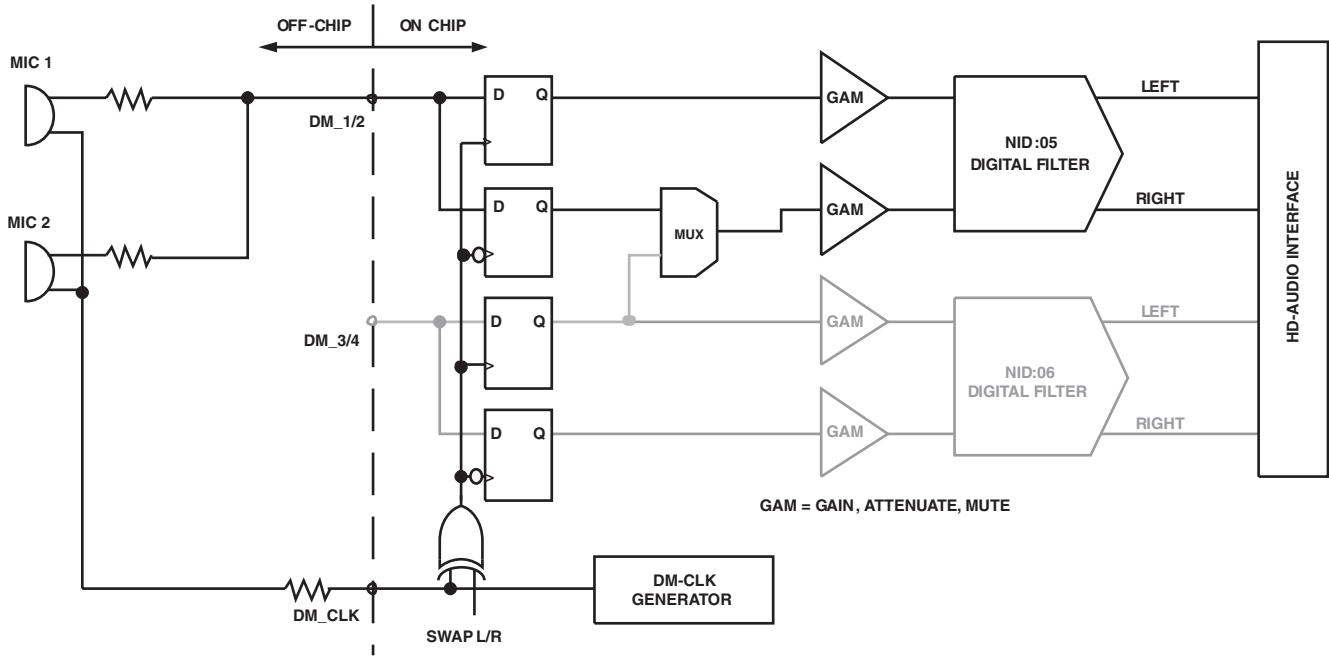 OFF-CHIP
ON CHIP
MIC 1
D Q
GAM
LEFT
DM_1/2
NID:05
DIGITAL FILTER
MIC 2
D Q
MUX
GAM
RIGHT
HD-AUDIO INTERFACE
DM_3/4
D Q
GAM
LEFT
NID:06
DIGITAL FILTER
D Q
GAM
RIGHT
GAM = GAIN, ATTENUATE, MUTE
DM_CLK
DM-CLK
GENERATOR
SWAP L/R